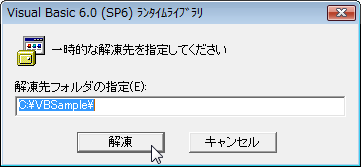 Visual Basic 6.0 (SP6) ﾗﾝﾀｲﾑﾗｲﾌﾞﾗﾘ
一時的な解凍先を指定してください
解凍先フォルダの指定(E):
C:¥VBSample¥
解凍
キャンセル